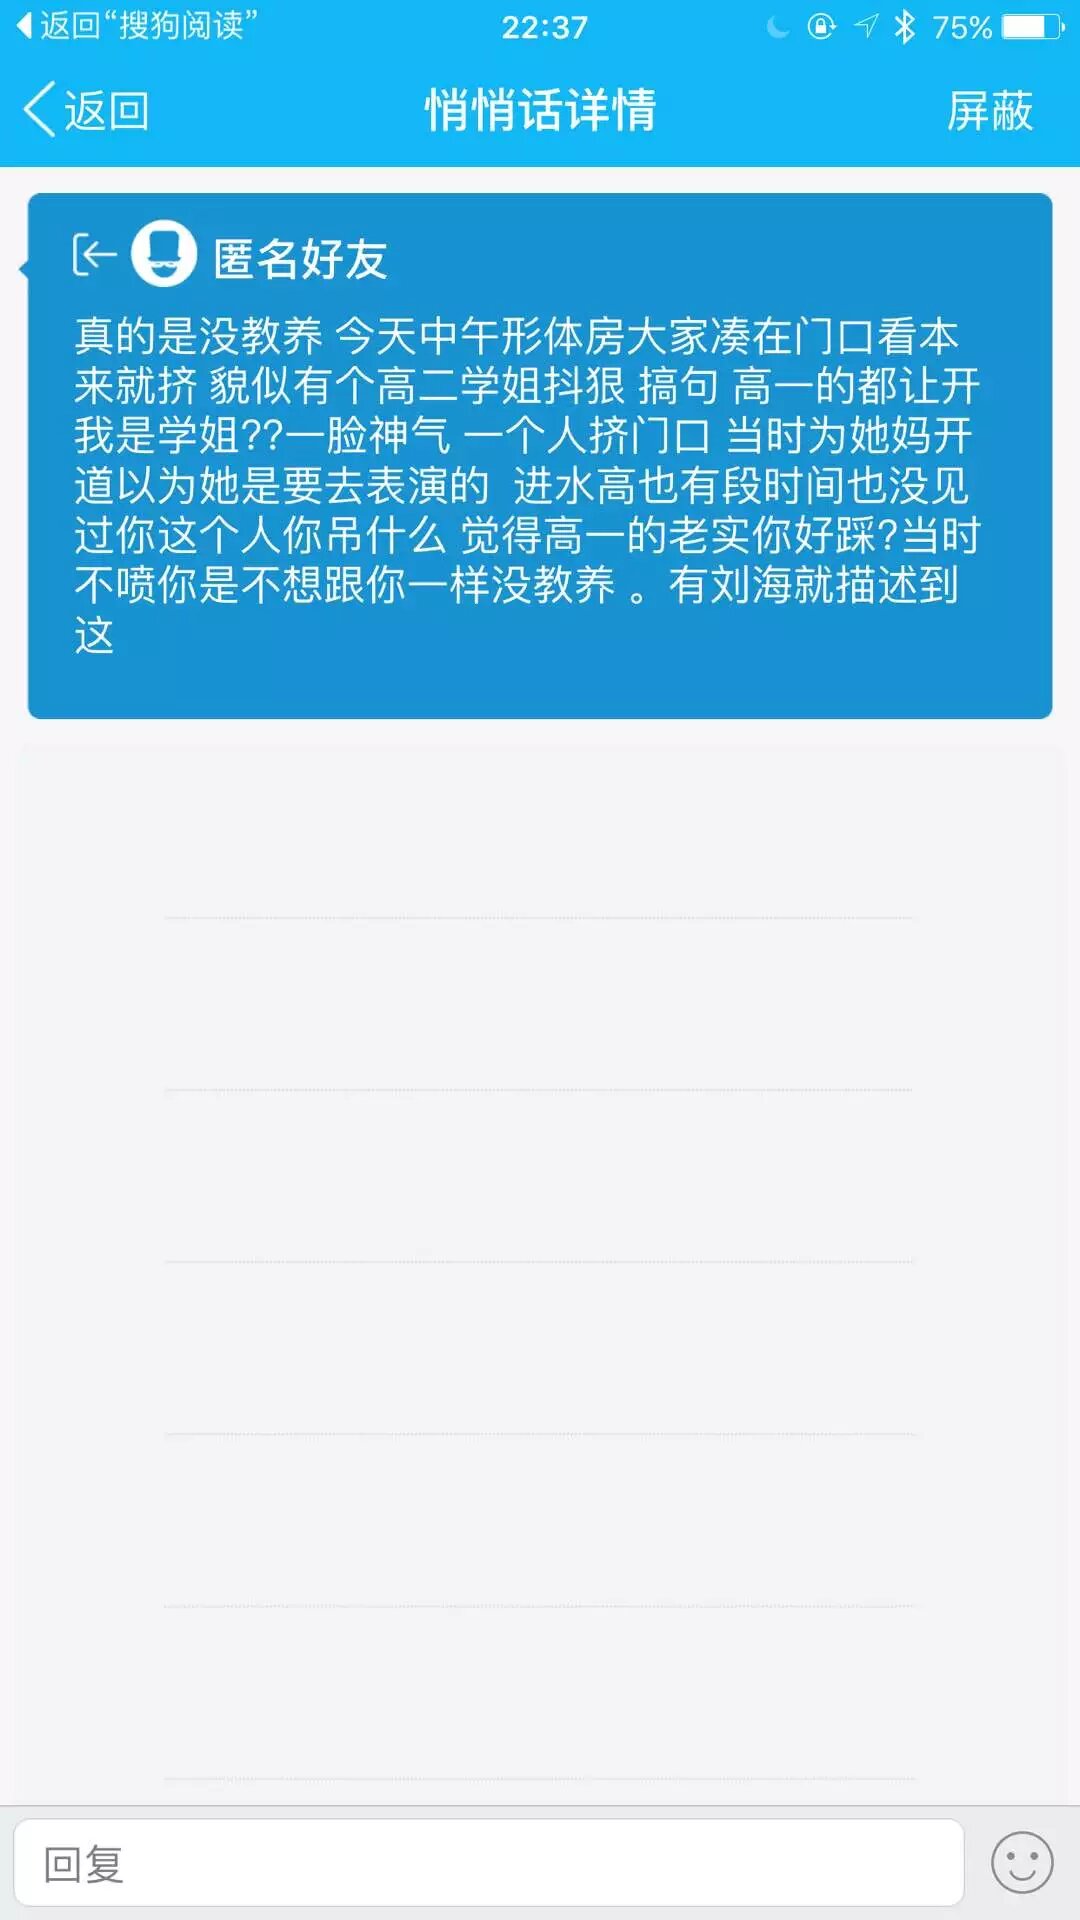 返回“搜狗阅读” 22:37 75%
返回 悄悄话详情 屏蔽
匿名好友
真的是没教养 今天中午形体房大家凑在门口看本
来就挤 貌似有个高二学姐抖狠 搞句 高一的都让开
我是学姐??一脸神气 一个人挤门口 当时为她妈开
道以为她是要去表演的 进水高也有段时间也没见
过你这个人你吊什么 觉得高一的老实你好踩?当时
不喷你是不想跟你一样没教养 。有刘海就描述到
这
回复